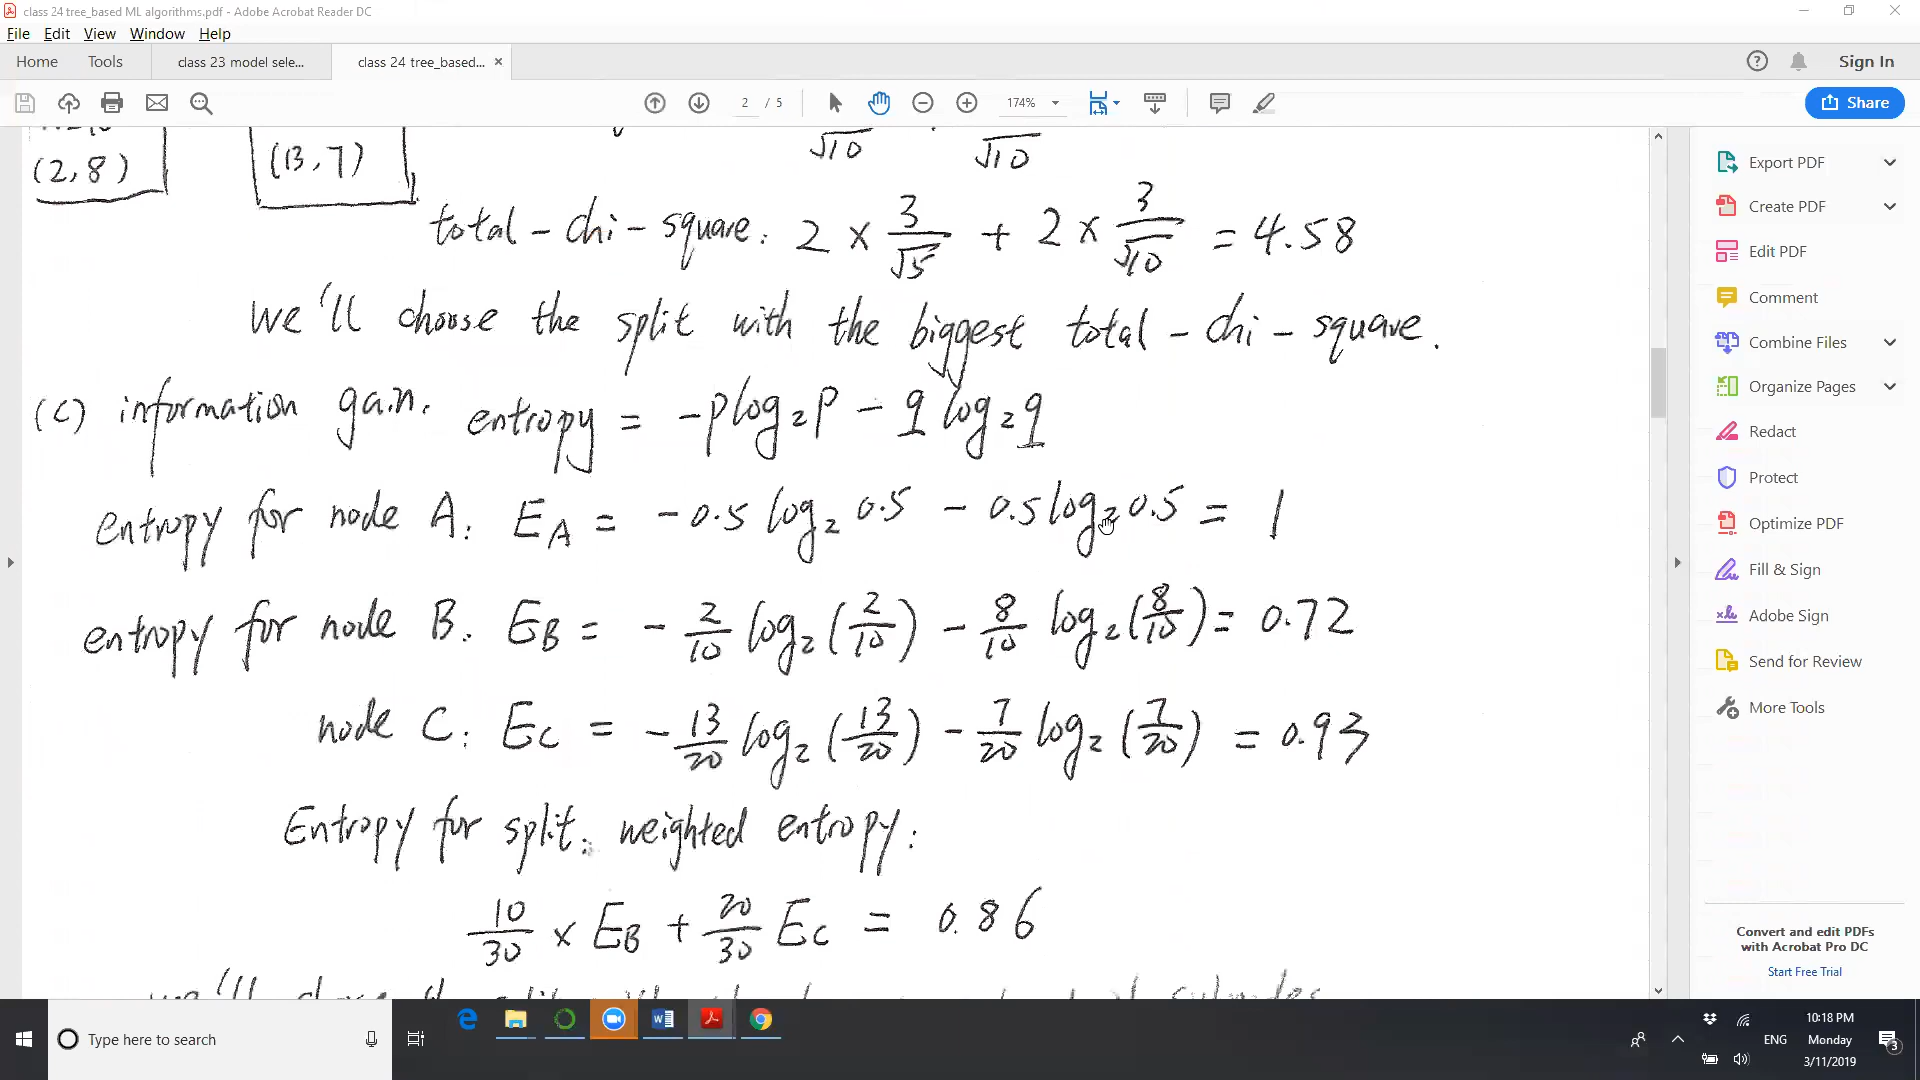 class 24 tree_based ML algorithms.pdf - Adobe Acrobat Reader DC
File Edit View Window Help
Home Tools class 23 model sele... class 24 tree_based... ×
2 / 5 174% Share
Sign In
(2,8) (13,7) √10 √10
total-chi-square: 2 × 3/√5 + 2 × 3/√10 = 4.58
we'll choose the split with the biggest total-chi-square.
(C) information gain. entropy = -plog₂p - qlog₂q
entropy for node A: E_A = -0.5 log₂ 0.5 - 0.5 log₂ 0.5 = 1
entropy for node B: E_B = - 2/10 log₂(2/10) - 8/10 log₂(8/10) = 0.72
node C: E_C = - 13/20 log₂(13/20) - 7/20 log₂(7/20) = 0.93
Entropy for split: weighted entropy:
10/30 × E_B + 20/30 E_C = 0.86
we'll
Export PDF
Create PDF
Edit PDF
Comment
Combine Files
Organize Pages
Redact
Protect
Optimize PDF
Fill & Sign
Adobe Sign
Send for Review
More Tools
Convert and edit PDFs
with Acrobat Pro DC
Start Free Trial
Type here to search
ENG
10:18 PM
Monday
3/11/2019
3